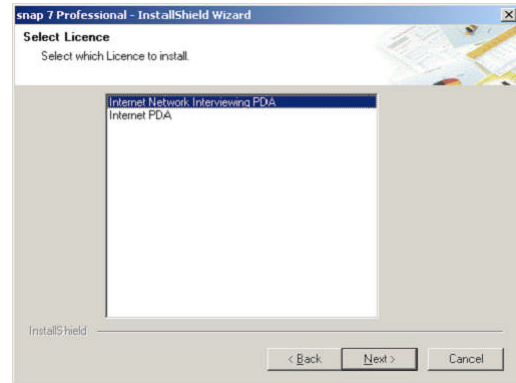 snap 7 Professional - InstallShield Wizard
Select Licence
Select which Licence to install.
Internet Network Interviewing PDA
Internet PDA
InstallShield
< Back Next > Cancel